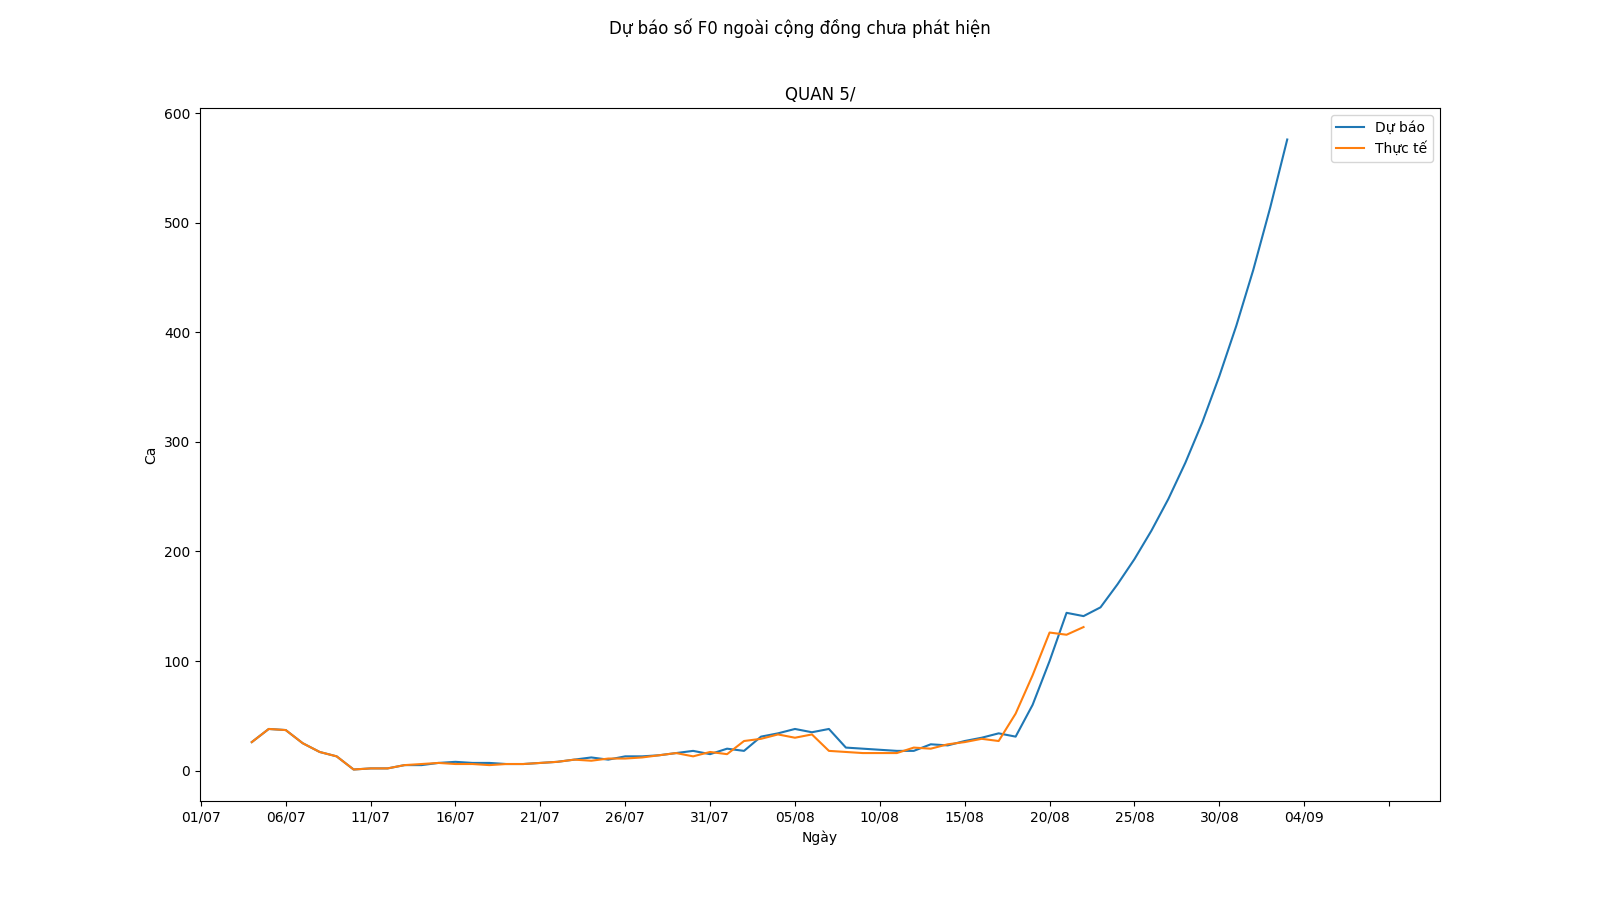 Dự báo số F0 ngoài cộng đồng chưa phát hiện
QUAN 5/
Dự báo
Thực tế
600
500
400
300
200
100
0
Ca
01/07 06/07 11/07 16/07 21/07 26/07 31/07 05/08 10/08 15/08 20/08 25/08 30/08 04/09
Ngày